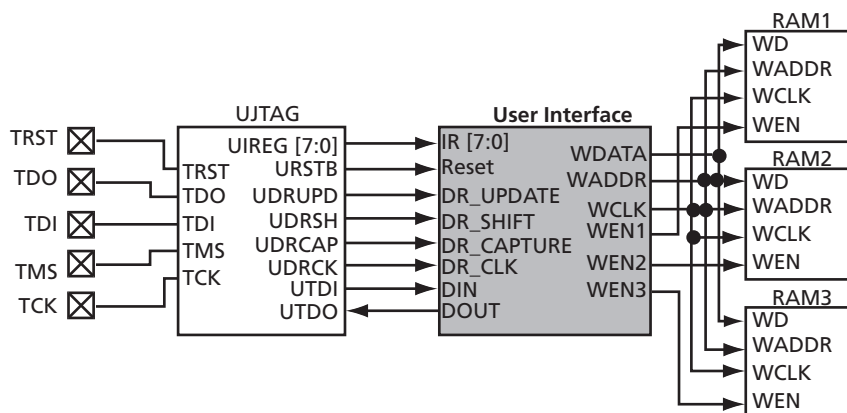 RAM1
WD
WADDR
WCLK
WEN
UJTAG
User Interface
TRST
TDO
TDI
TMS
TCK
TRST
TDO
TDI
TMS
TCK
UIREG [7:0]
URSTB
UDRUPD
UDRSH
UDRCAP
UDRCK
UTDI
UTDO
IR [7:0]
Reset
DR_UPDATE
DR_SHIFT
DR_CAPTURE
DR_CLK
DIN
DOUT
WDATA
WADDR
WCLK
WEN1
WEN2
WEN3
RAM2
WD
WADDR
WCLK
WEN
RAM3
WD
WADDR
WCLK
WEN